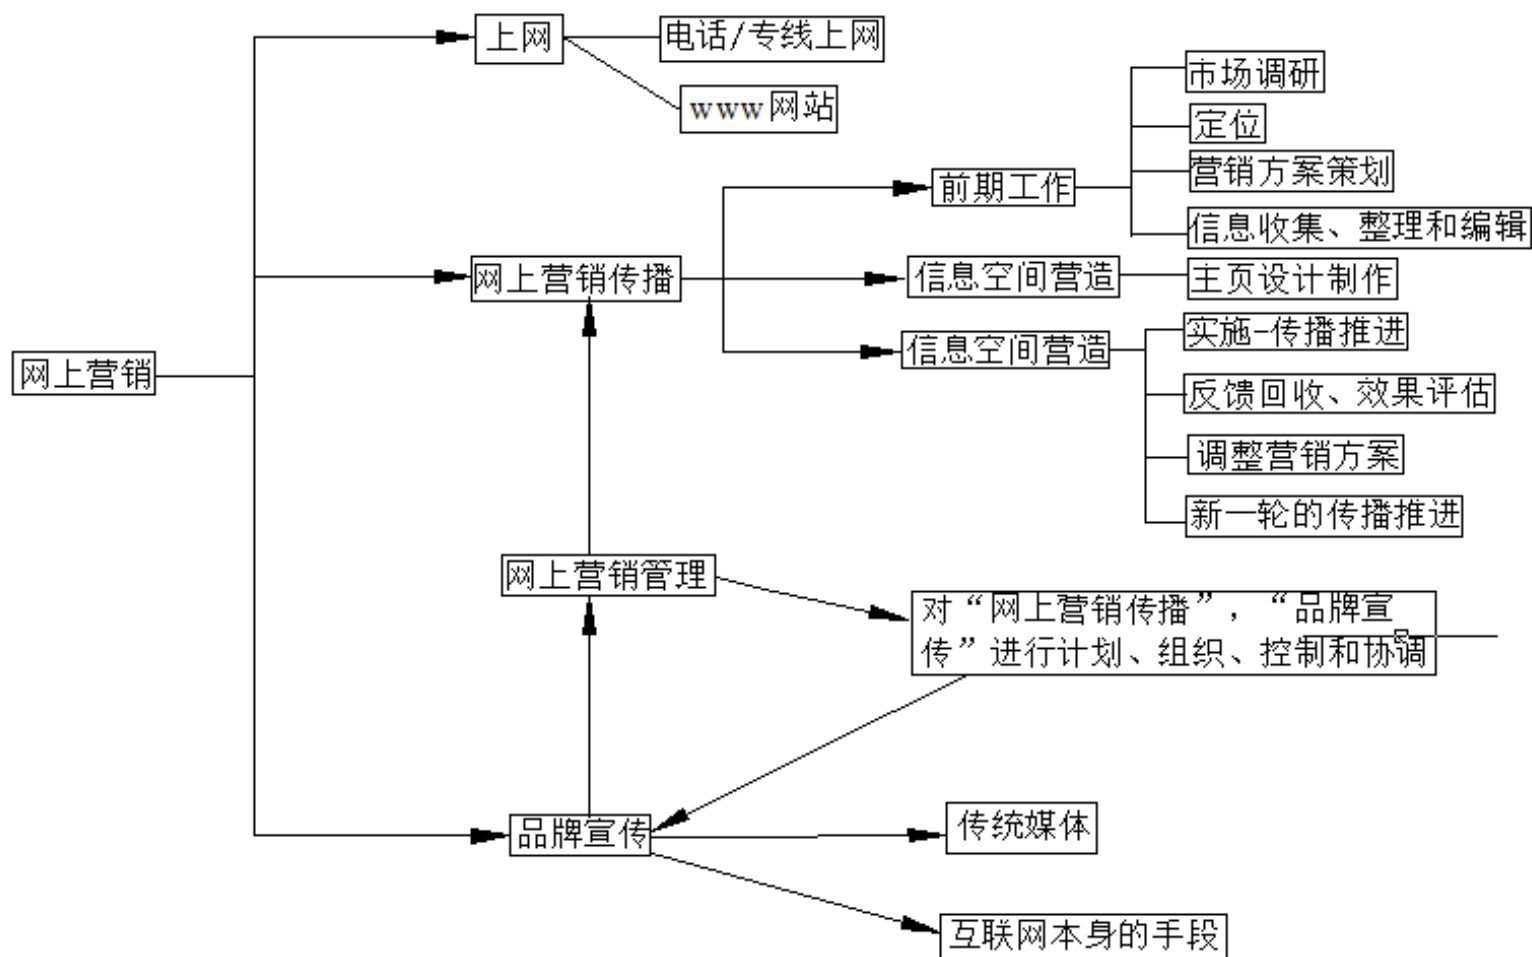 上网
电话/专线上网
www网站
市场调研
定位
营销方案策划
信息收集、整理和编辑
前期工作
网上营销传播
信息空间营造
主页设计制作
信息空间营造
实施-传播推进
反馈回收、效果评估
调整营销方案
新一轮的传播推进
网上营销
网上营销管理
对“网上营销传播”，“品牌宣
传”进行计划、组织、控制和协调
品牌宣传
传统媒体
互联网本身的手段